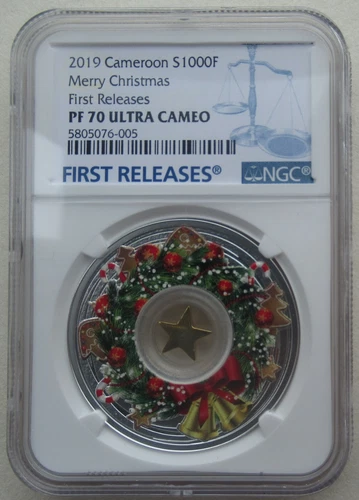 2019 Cameroon S1000F
Merry Christmas
First Releases
PF 70 ULTRA CAMEO
5805076-005
FIRST RELEASES®
NGC®